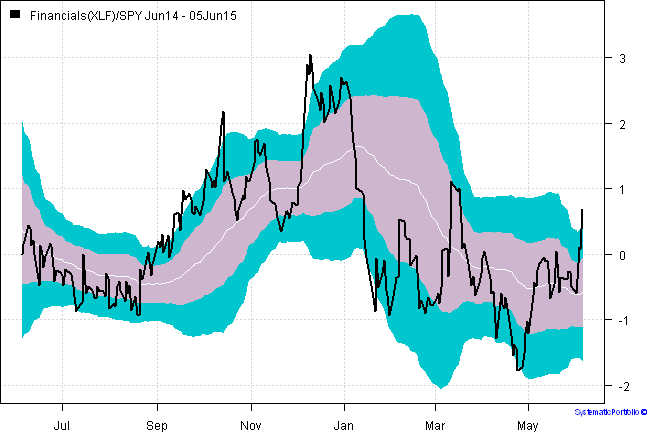 Financials(XLF)/SPY Jun14 - 05Jun15
3
2
1
0
-1
-2
SystematicPortfolio ©
Jul Sep Nov Jan Mar May